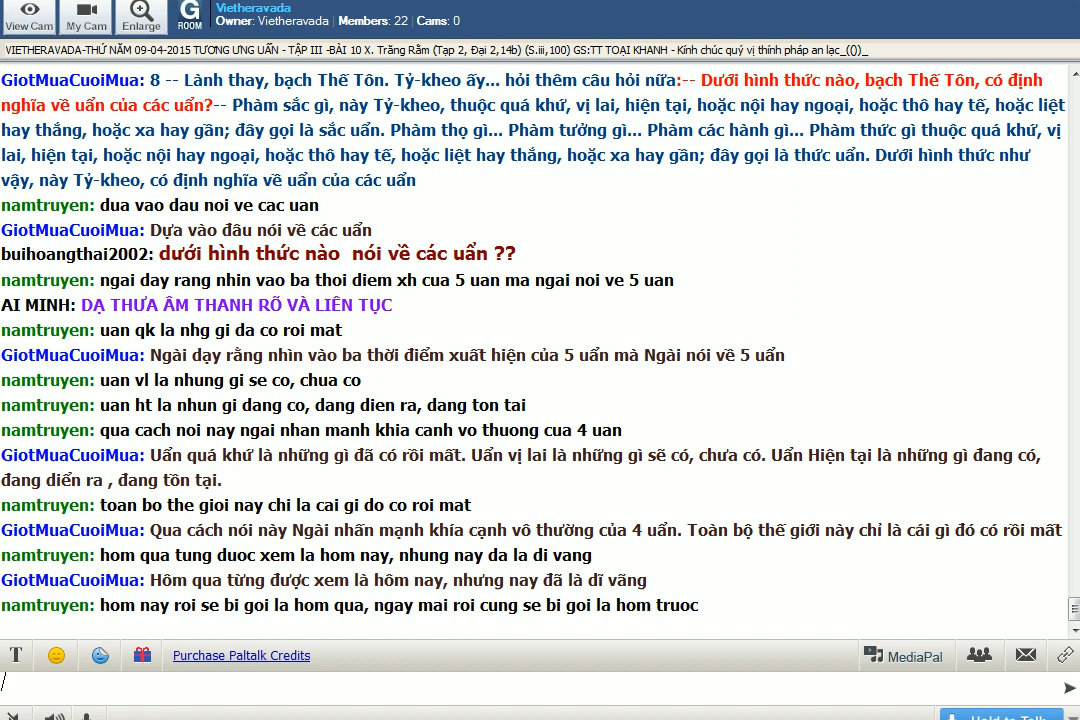 Vietheravada
Owner: Vietheravada | Members: 22 | Cams: 0
View Cam My Cam Enlarge G ROOM
VIETHERAVADA-THỨ NĂM 09-04-2015 TƯƠNG ƯNG UẨN - TẬP III -BÀI 10 X. Trăng Rằm (Tạp 2, Đại 2,14b) (S.iii,100) GS:TT TOẠI KHANH - Kính chúc quý vị thính pháp an lạc_(())_
GiotMuaCuoiMua: 8 -- Lành thay, bạch Thế Tôn. Tỷ-kheo ấy... hỏi thêm câu hỏi nữa:-- Dưới hình thức nào, bạch Thế Tôn, có định
nghĩa về uẩn của các uẩn?-- Phàm sắc gì, này Tỷ-kheo, thuộc quá khứ, vị lai, hiện tại, hoặc nội hay ngoại, hoặc thô hay tế, hoặc liệt
hay thắng, hoặc xa hay gần; đây gọi là sắc uẩn. Phàm thọ gì... Phàm tưởng gì... Phàm các hành gì... Phàm thức gì thuộc quá khứ, vị
lai, hiện tại, hoặc nội hay ngoại, hoặc thô hay tế, hoặc liệt hay thắng, hoặc xa hay gần; đây gọi là thức uẩn. Dưới hình thức như
vậy, này Tỷ-kheo, có định nghĩa về uẩn của các uẩn
namtruyen: dua vao dau noi ve cac uan
GiotMuaCuoiMua: Dựa vào đâu nói về các uẩn
buihoangthai2002: dưới hình thức nào nói về các uẩn ??
namtruyen: ngai day rang nhin vao ba thoi diem xh cua 5 uan ma ngai noi ve 5 uan
AI MINH: DẠ THƯA ÂM THANH RÕ VÀ LIÊN TỤC
namtruyen: uan qk la nhg gi da co roi mat
GiotMuaCuoiMua: Ngài dạy rằng nhìn vào ba thời điểm xuất hiện của 5 uẩn mà Ngài nói về 5 uẩn
namtruyen: uan vl la nhung gi se co, chua co
namtruyen: uan ht la nhun gi dang co, dang dien ra, dang ton tai
namtruyen: qua cach noi nay ngai nhan manh khia canh vo thuong cua 4 uan
GiotMuaCuoiMua: Uẩn quá khứ là những gì đã có rồi mất. Uẩn vị lai là những gì sẽ có, chưa có. Uẩn Hiện tại là những gì đang có,
đang diển ra , đang tồn tại.
namtruyen: toan bo the gioi nay chi la cai gi do co roi mat
GiotMuaCuoiMua: Qua cách nói này Ngài nhấn mạnh khía cạnh vô thường của 4 uẩn. Toàn bộ thế giới này chỉ là cái gì đó có rồi mất
namtruyen: hom qua tung duoc xem la hom nay, nhung nay da la di vang
GiotMuaCuoiMua: Hôm qua từng được xem là hôm nay, nhưng nay đã là dĩ vãng
namtruyen: hom nay roi se bi goi la hom qua, ngay mai roi cung se bi goi la hom truoc
T Purchase Paltalk Credits MediaPal
/
Hold to Talk